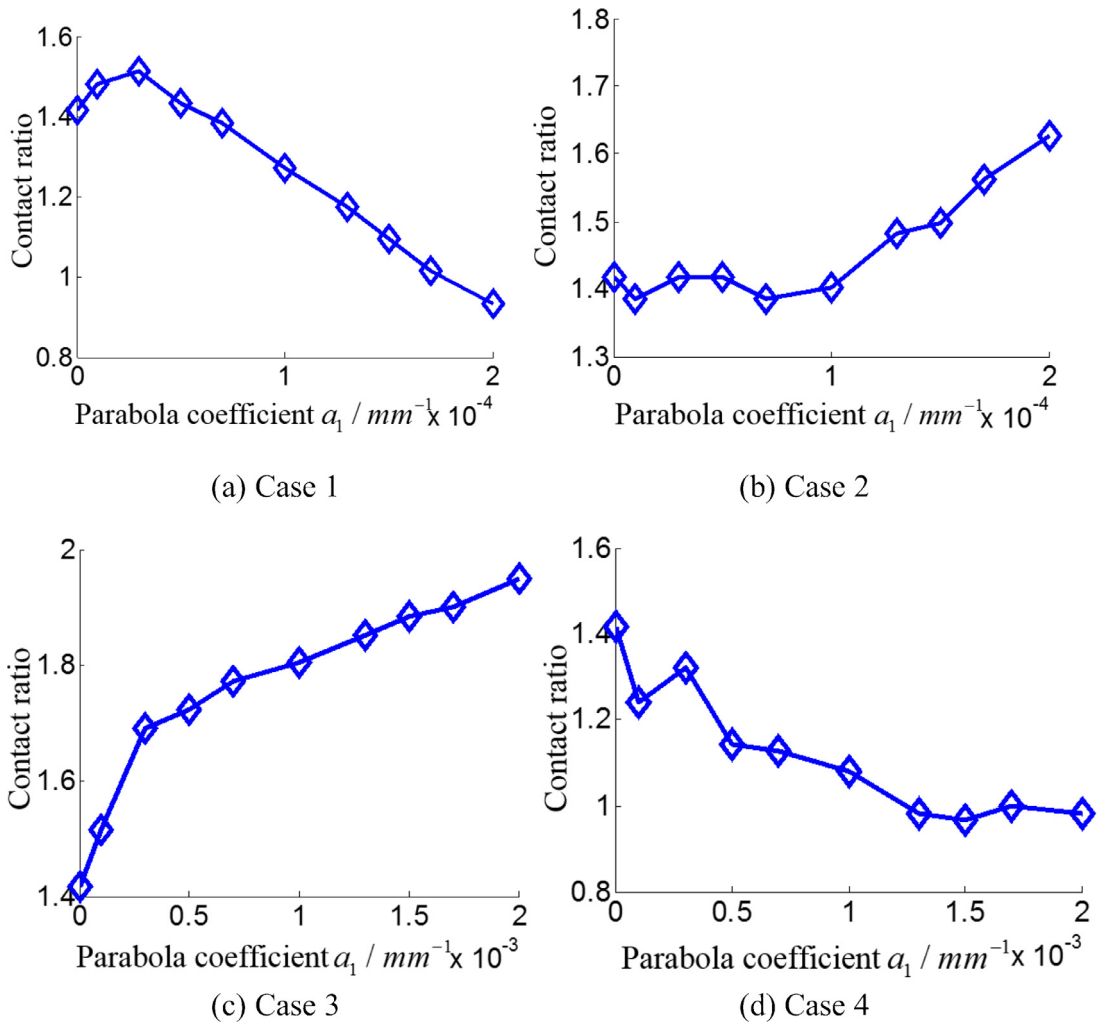 1.6
1.4
1.2
1
0.8
0 1 2
Contact ratio
Parabola coefficient a₁ / mm⁻¹ x 10⁻⁴
(a) Case 1
1.8
1.7
1.6
1.5
1.4
1.3
0 1 2
Contact ratio
Parabola coefficient a₁ / mm⁻¹ x 10⁻⁴
(b) Case 2
2
1.8
1.6
1.4
0 0.5 1 1.5 2
Contact ratio
Parabola coefficient a₁ / mm⁻¹ x 10⁻³
(c) Case 3
1.6
1.4
1.2
1
0.8
0 0.5 1 1.5 2
Contact ratio
Parabola coefficient a₁ / mm⁻¹ x 10⁻³
(d) Case 4